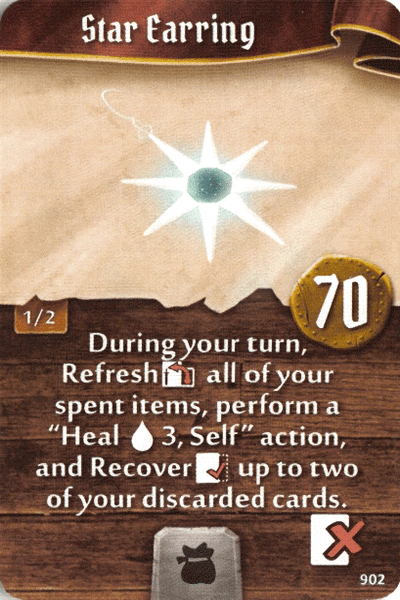 Star Earring
70
1/2
During your turn,
Refresh all of your
spent items, perform a
“Heal 3, Self” action,
and Recover up to two
of your discarded cards.
902